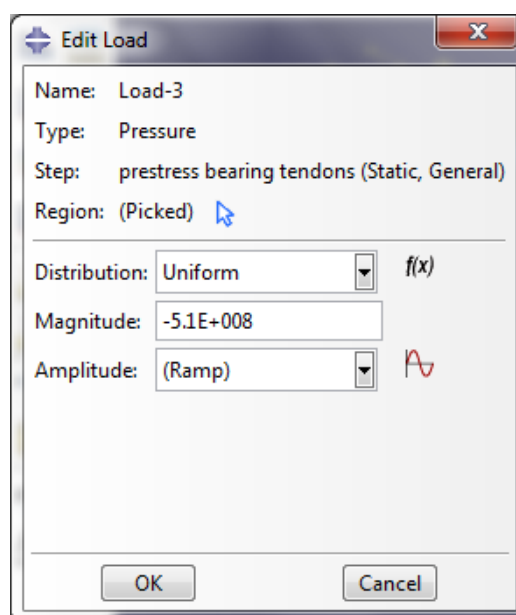 Edit Load
X
Name: Load-3
Type: Pressure
Step: prestress bearing tendons (Static, General)
Region: (Picked)
Distribution: Uniform f(x)
Magnitude: -5.1E+008
Amplitude: (Ramp)
OK Cancel